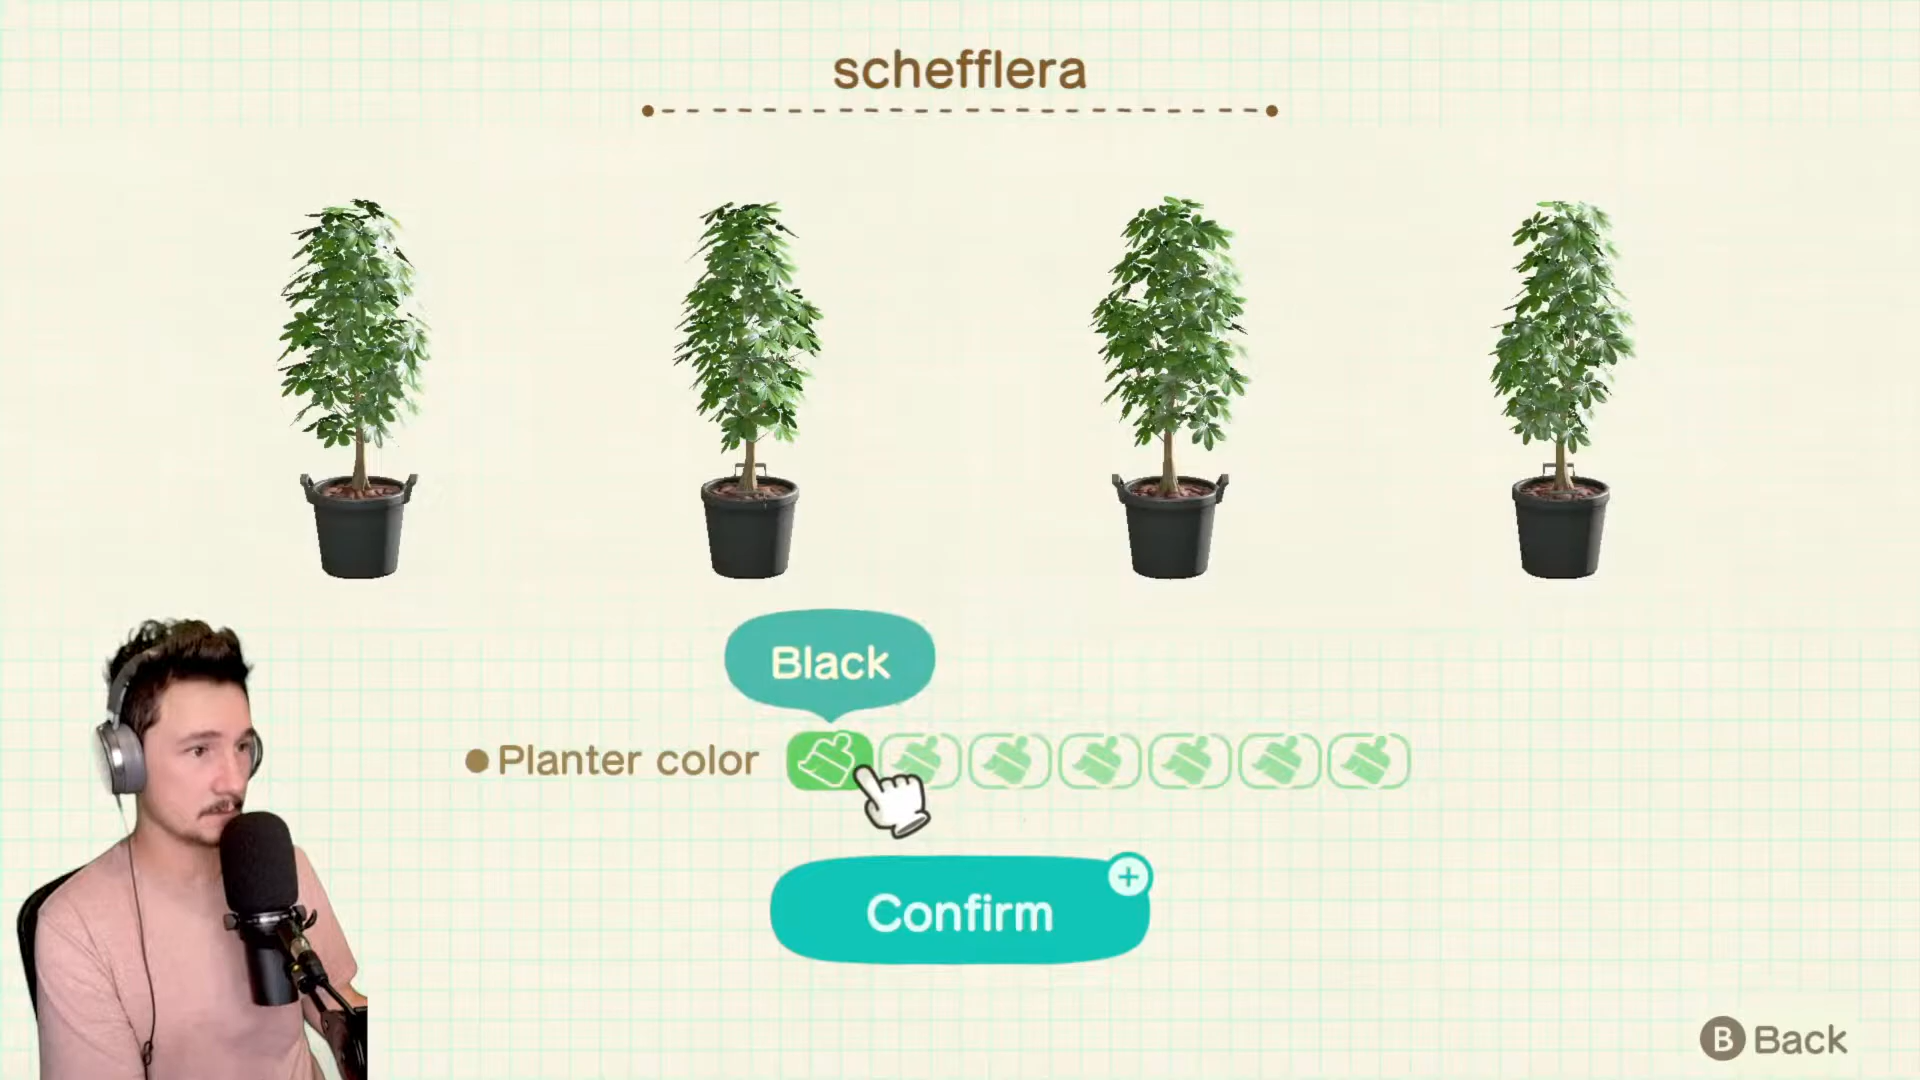 schefflera
Black
Planter color
Confirm
B Back